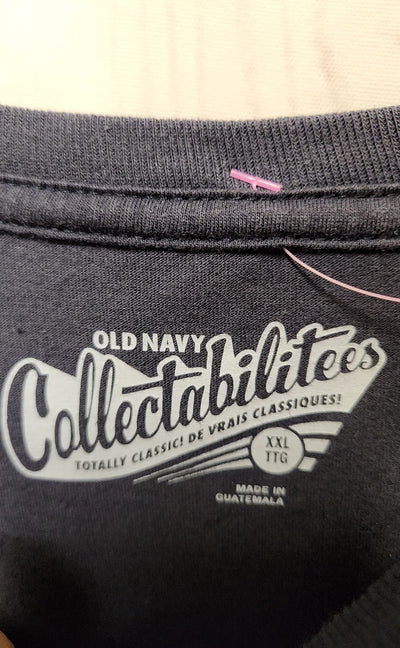 OLD NAVY
Collectabilitees
TOTALLY CLASSIC! DE VRAIS CLASSIQUES!
XXL
TTG
MADE IN
GUATEMALA